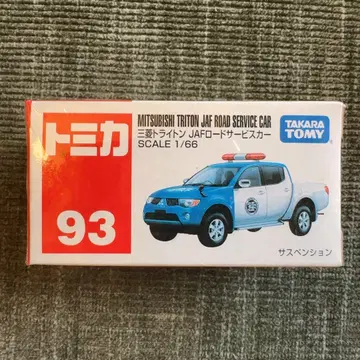 トミカ
93
MITSUBISHI TRITON JAF ROAD SERVICE CAR
三菱トライトン JAFロードサービスカー
SCALE 1/66
TAKARA
TOMY
サスペンション